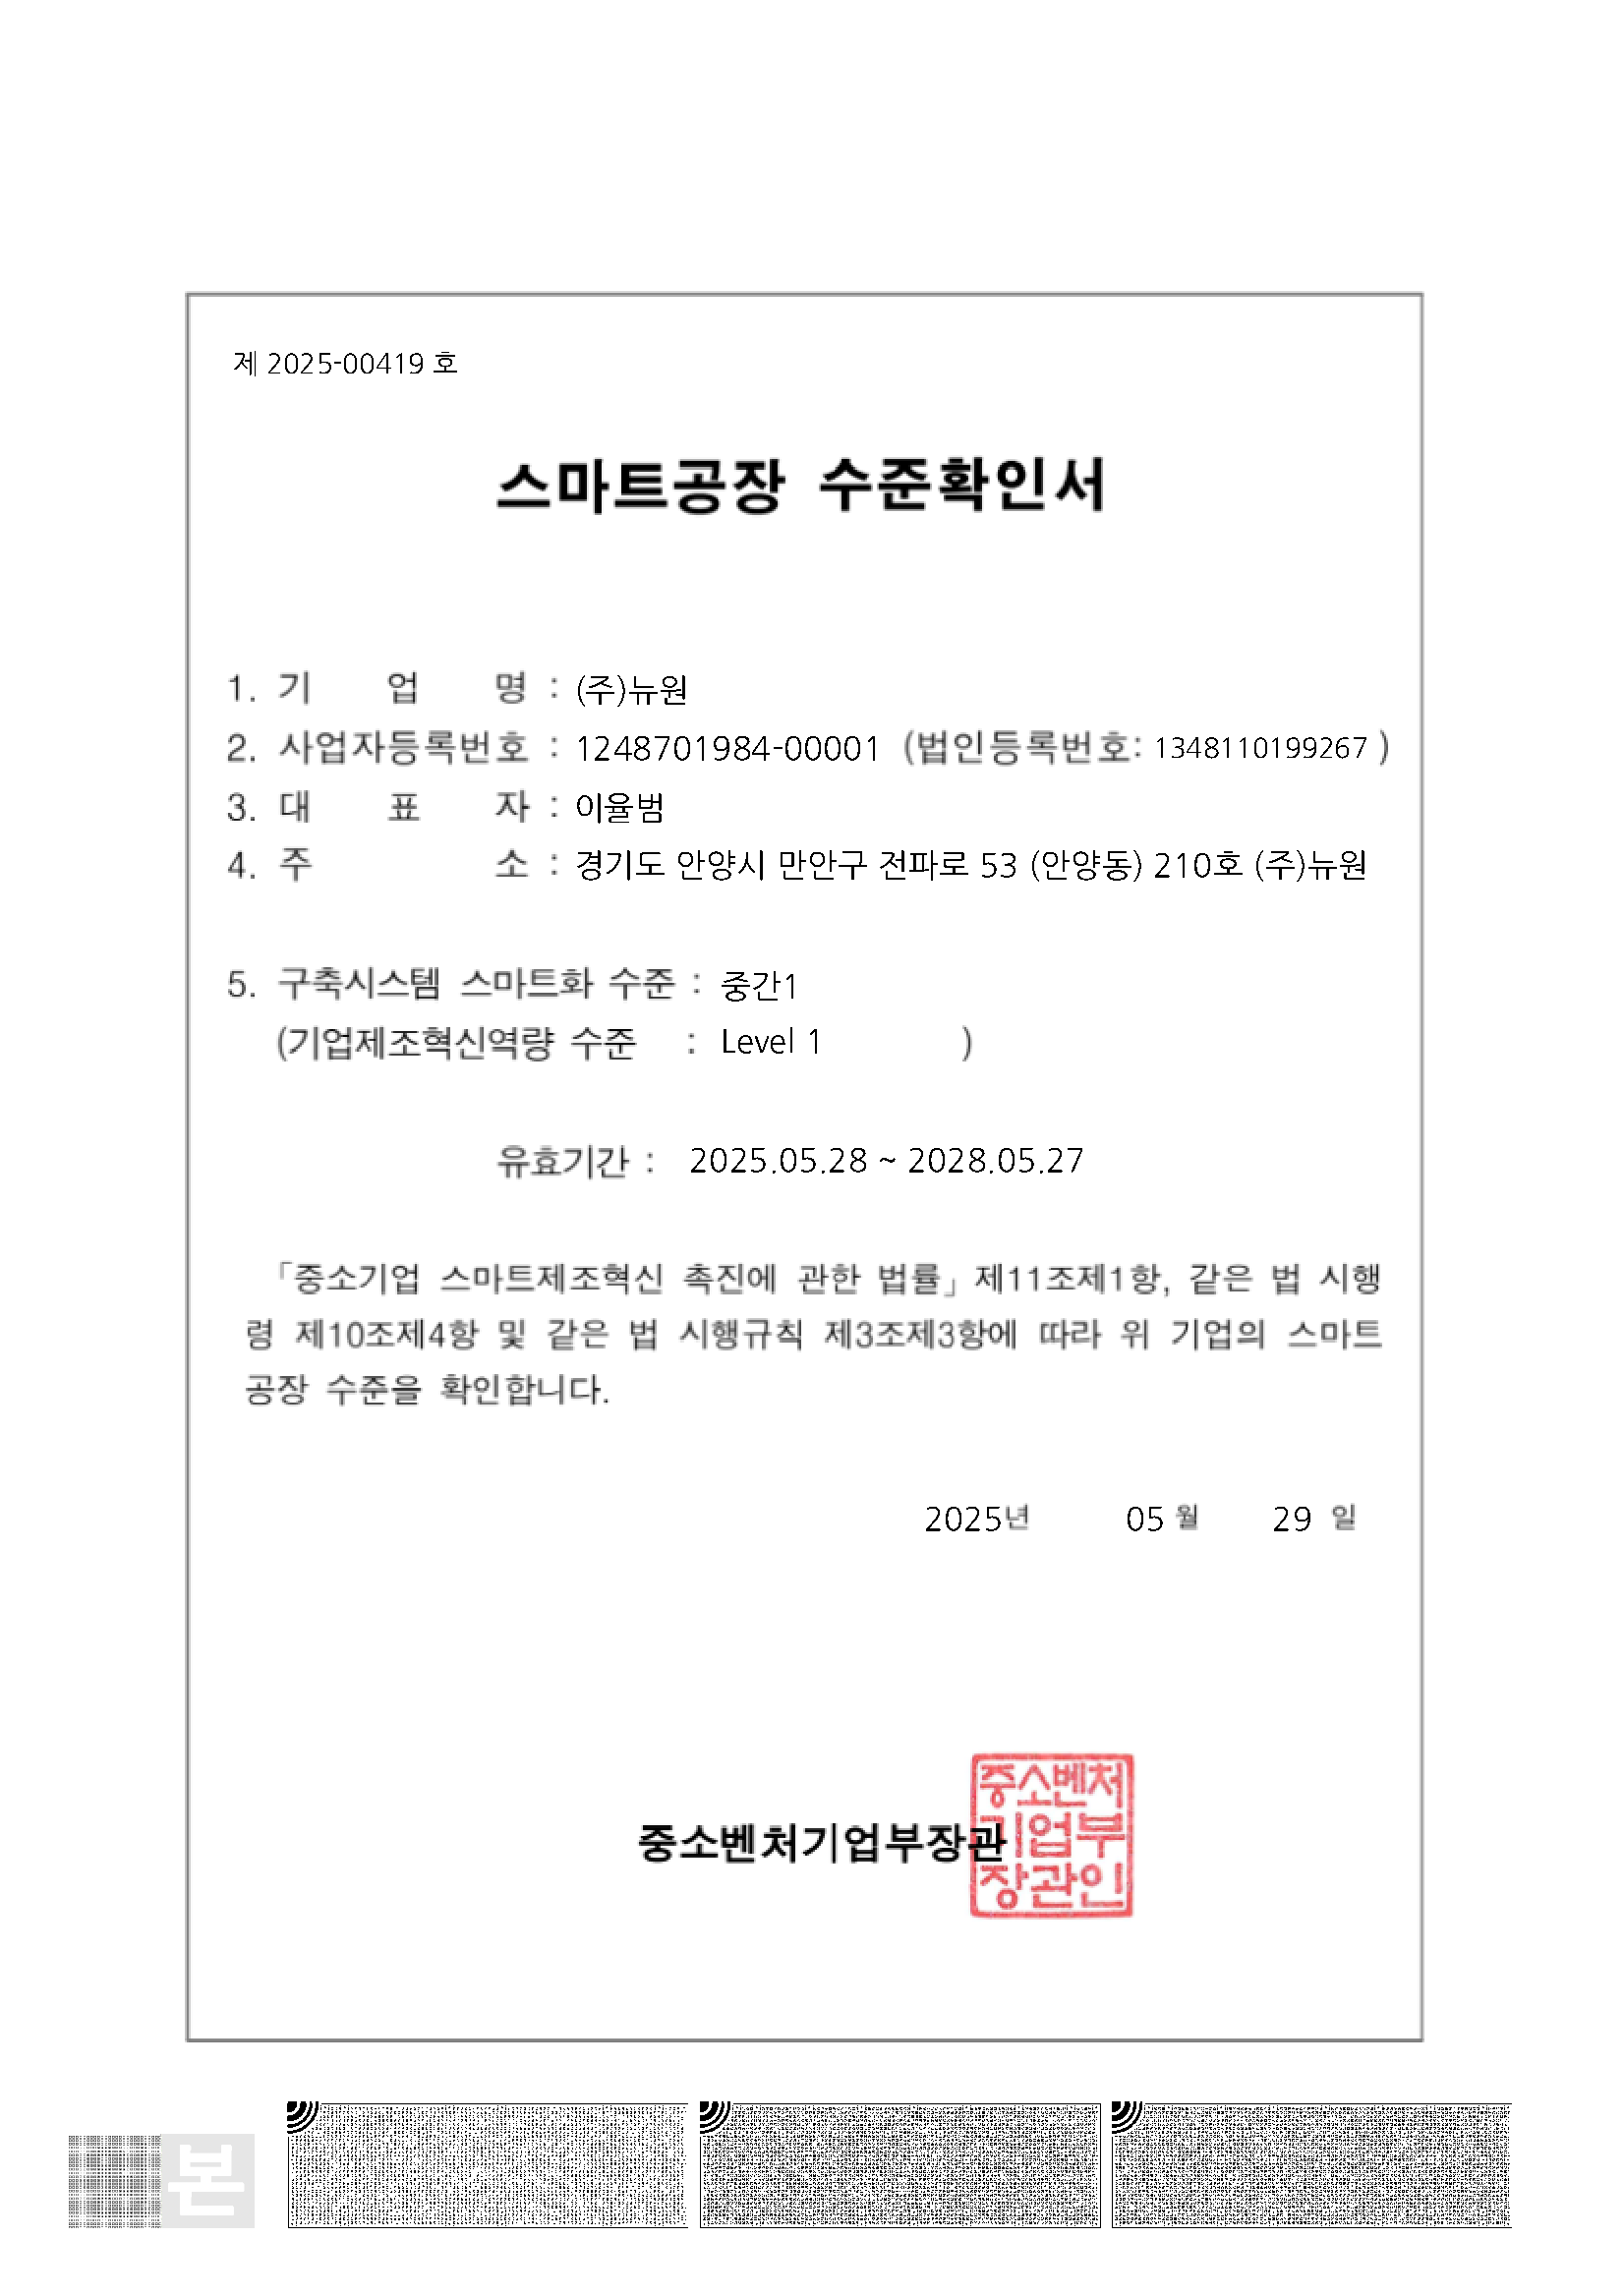 제 2025-00419 호
스마트공장 수준확인서
1. 기 업 명 : (주)뉴원
2. 사업자등록번호 : 1248701984-00001 (법인등록번호: 1348110199267 )
3. 대 표 자 : 이율범
4. 주 소 : 경기도 안양시 만안구 전파로 53 (안양동) 210호 (주)뉴원
5. 구축시스템 스마트화 수준 : 중간1
(기업제조혁신역량 수준 : Level 1 )
유효기간 : 2025.05.28 ~ 2028.05.27
「중소기업 스마트제조혁신 촉진에 관한 법률」제11조제1항, 같은 법 시행
령 제10조제4항 및 같은 법 시행규칙 제3조제3항에 따라 위 기업의 스마트
공장 수준을 확인합니다.
2025년 05 월 29 일
중소벤처기업부장관
중소벤처
기업부
장관인
본